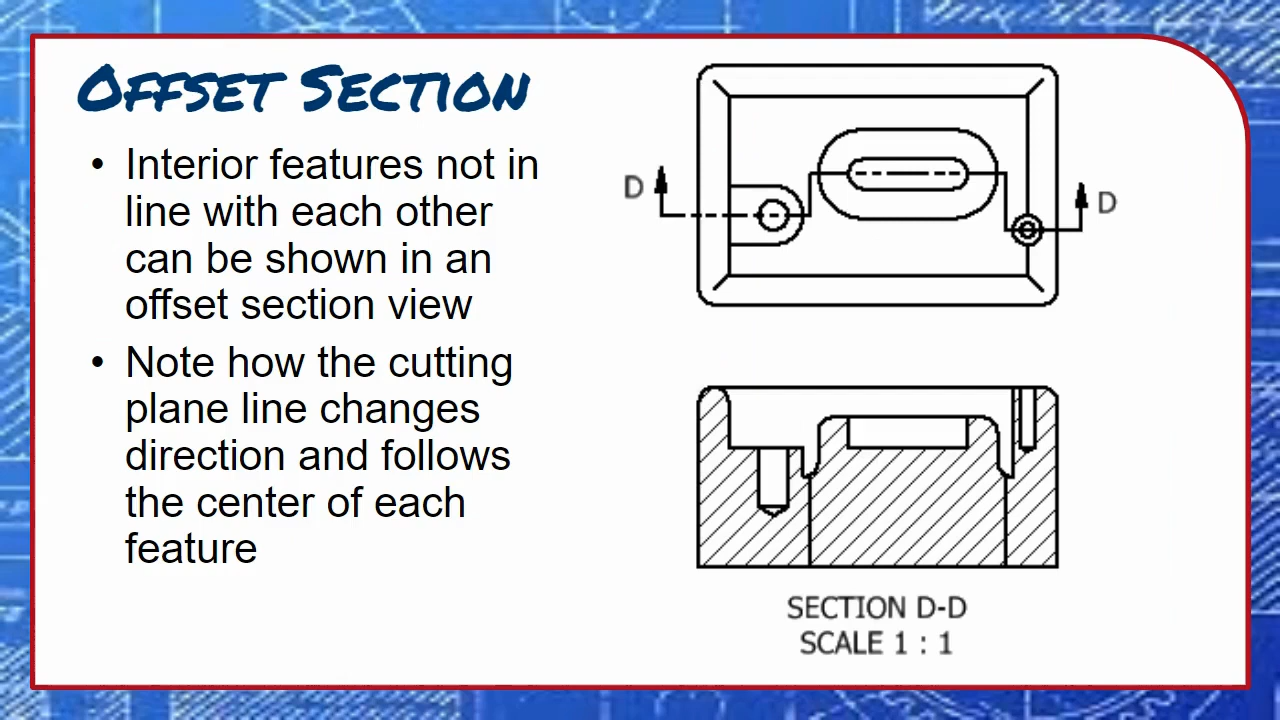 OFFSET SECTION
• Interior features not in
line with each other
can be shown in an
offset section view
• Note how the cutting
plane line changes
direction and follows
the center of each
feature
D
D
SECTION D-D
SCALE 1 : 1